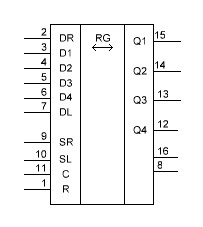 2 DR RG Q1 15
3 D1
4 D2 Q2 14
5 D3
6 D4 Q3 13
7 DL
Q4 12
9 SR
10 SL 16
11 C 8
1 R